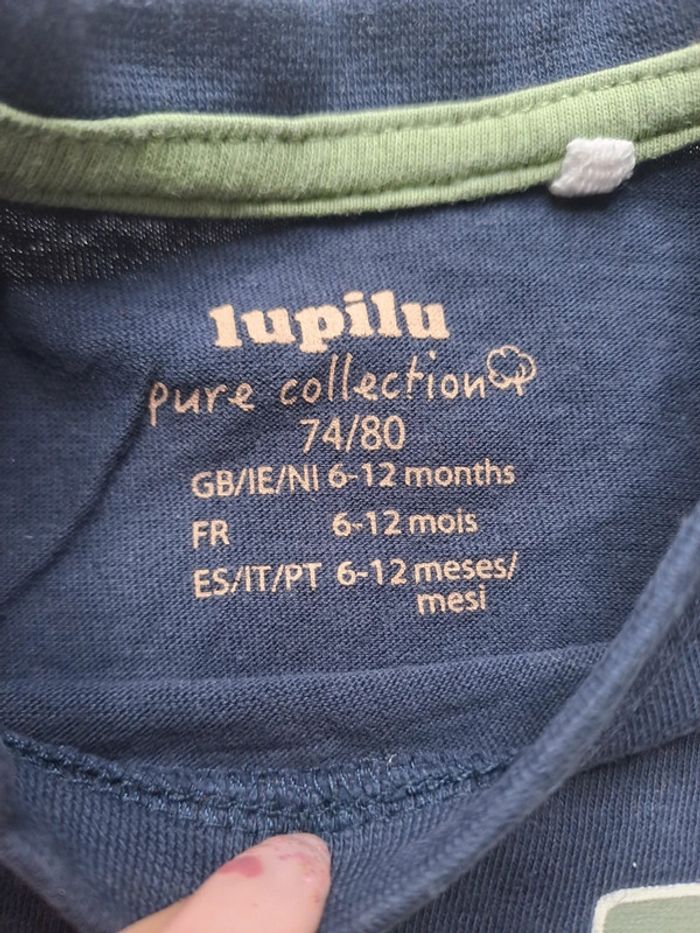 lupilu
pure collection
74/80
GB/IE/NI 6-12 months
FR 6-12 mois
ES/IT/PT 6-12 meses/
mesi